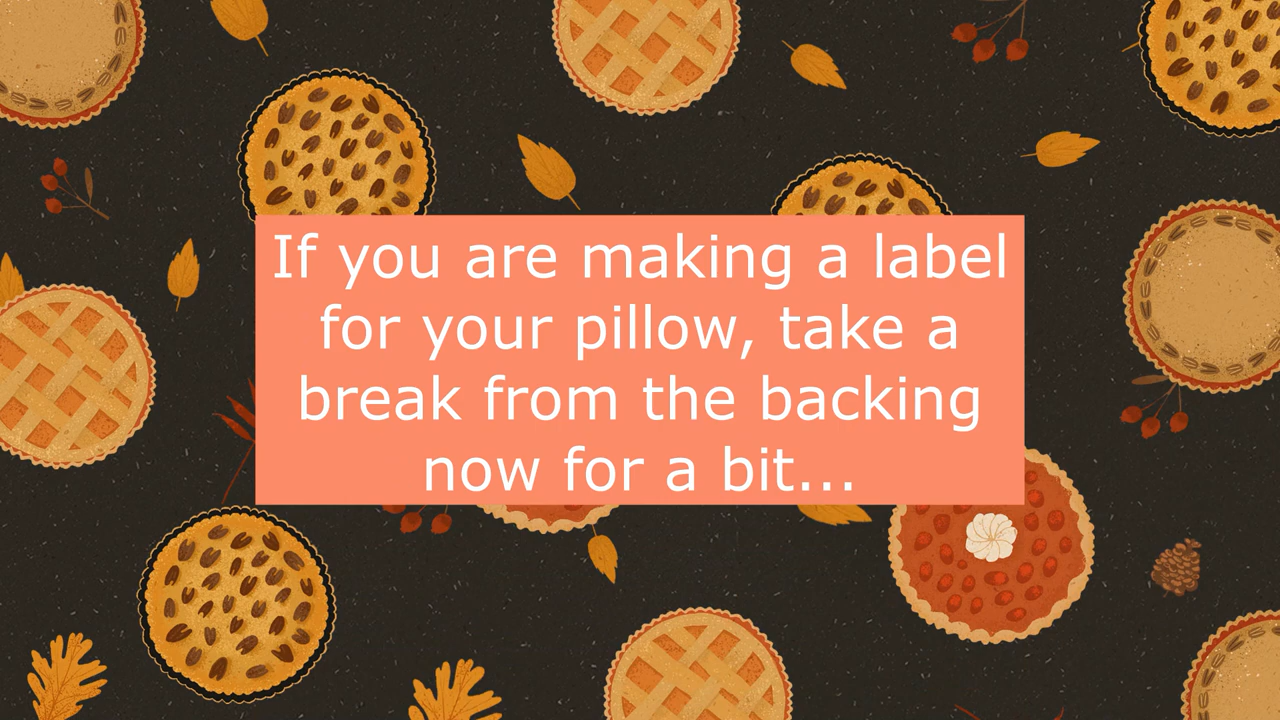 If you are making a label
for your pillow, take a
break from the backing
now for a bit...